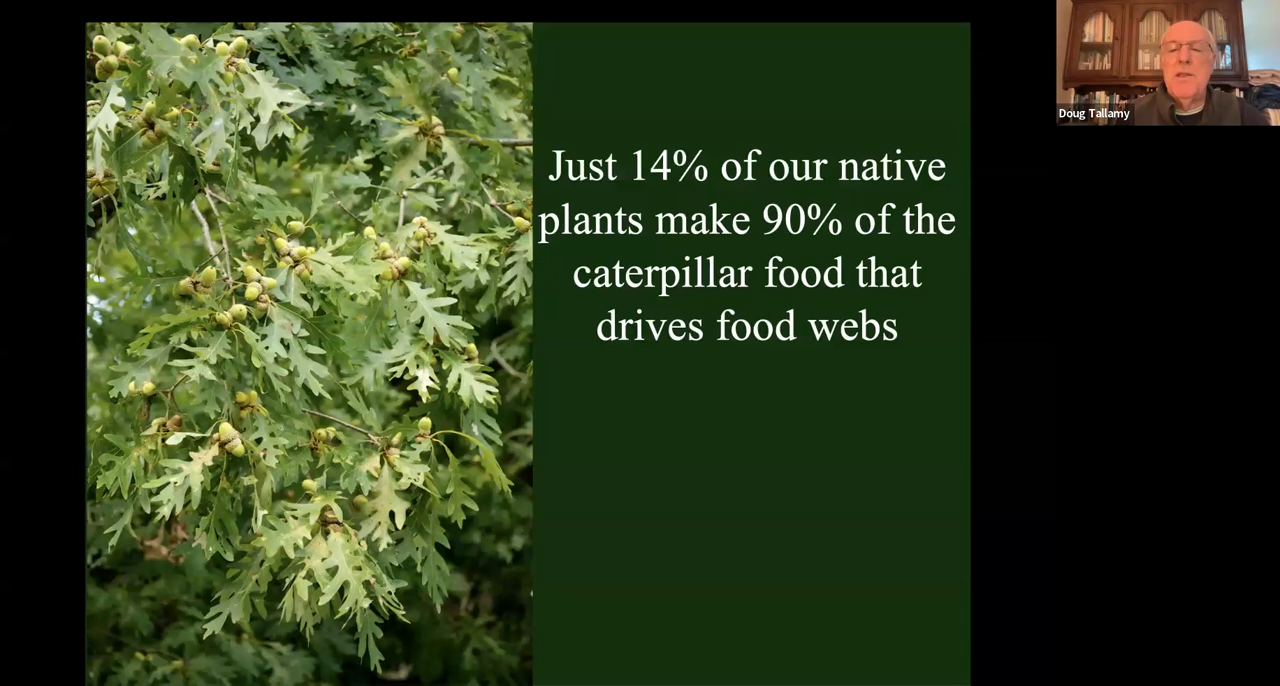 Just 14% of our native
plants make 90% of the
caterpillar food that
drives food webs
Doug Tallamy